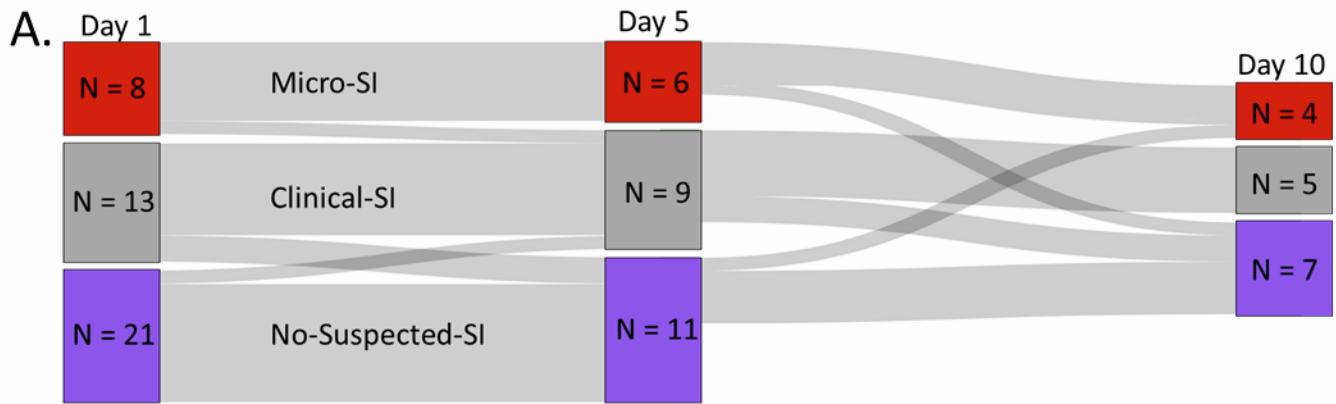 A.
Day 1
Day 5
Day 10
N = 8
Micro-SI
N = 6
N = 4
N = 13
Clinical-SI
N = 9
N = 5
N = 21
No-Suspected-SI
N = 11
N = 7